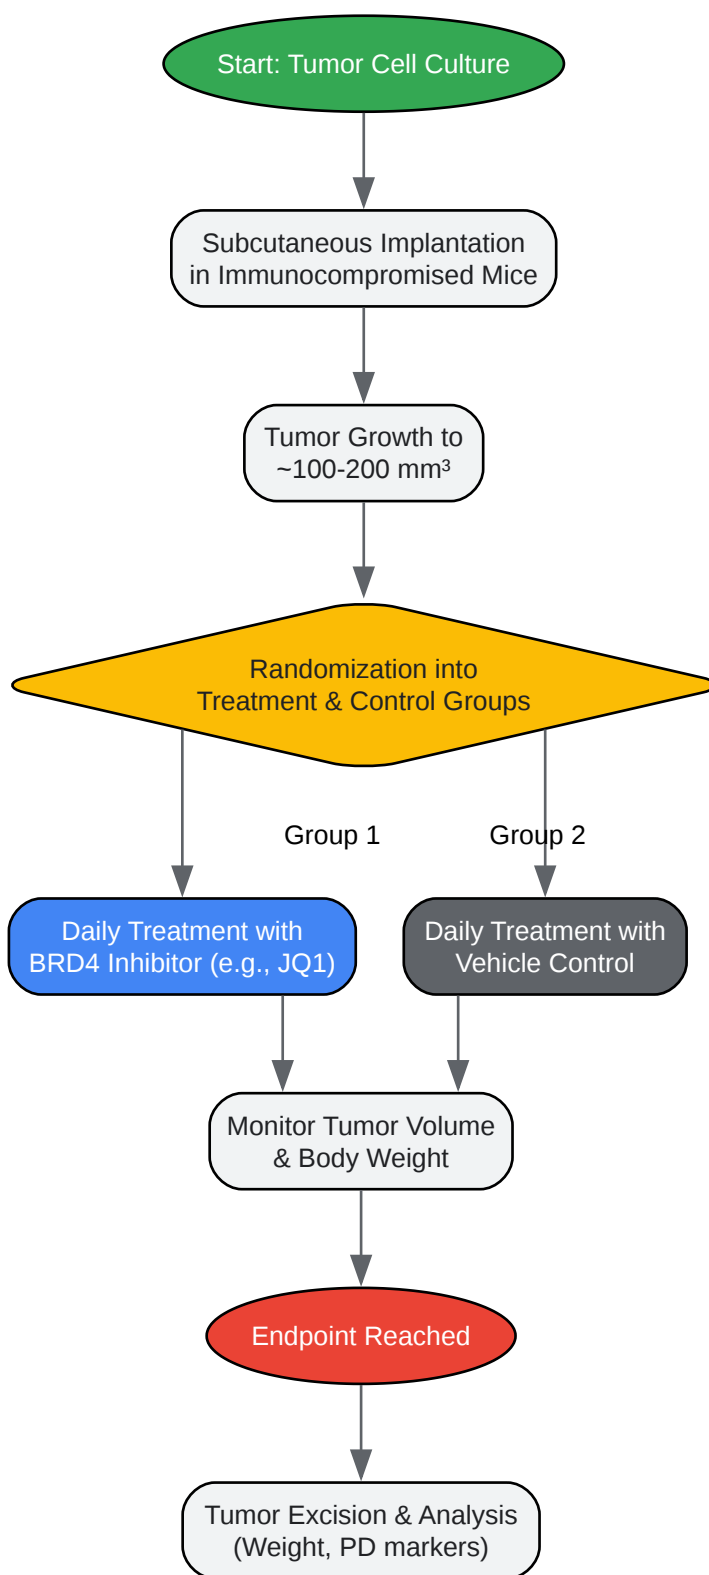 Start: Tumor Cell Culture
Subcutaneous Implantation
in Immunocompromised Mice
Tumor Growth to
~100-200 mm³
Randomization into
Treatment & Control Groups
Group 1
Group 2
Daily Treatment with
BRD4 Inhibitor (e.g., JQ1)
Daily Treatment with
Vehicle Control
Monitor Tumor Volume
& Body Weight
Endpoint Reached
Tumor Excision & Analysis
(Weight, PD markers)